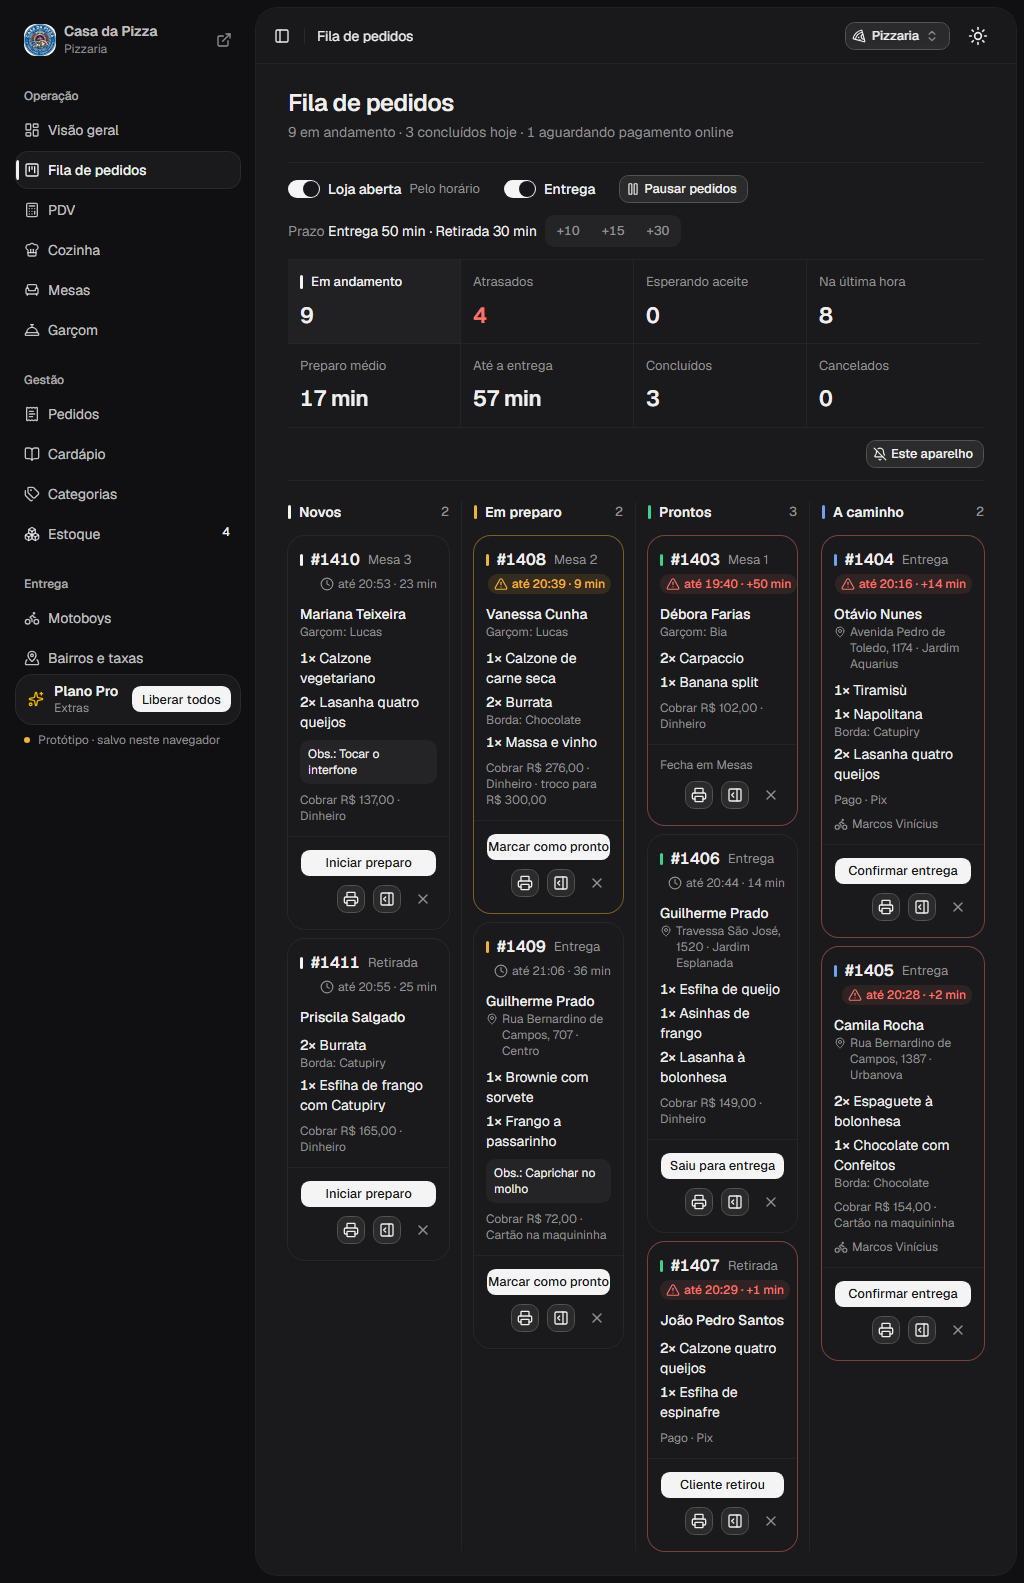 Casa da Pizza
Pizzaria
Operação
Visão geral
Fila de pedidos
PDV
Cozinha
Mesas
Garçom
Gestão
Pedidos
Cardápio
Categorias
Estoque 4
Entrega
Motoboys
Bairros e taxas
Plano Pro
Extras
Liberar todos
Protótipo · salvo neste navegador
Fila de pedidos
Pizzaria
Fila de pedidos
9 em andamento · 3 concluídos hoje · 1 aguardando pagamento online
Loja aberta Pelo horário Entrega Pausar pedidos
Prazo Entrega 50 min · Retirada 30 min +10 +15 +30
Em andamento
9
Atrasados
4
Esperando aceite
0
Na última hora
8
Preparo médio
17 min
Até a entrega
57 min
Concluídos
3
Cancelados
0
Este aparelho
Novos 2
#1410 Mesa 3
até 20:53 · 23 min
Mariana Teixeira
Garçom: Lucas
1× Calzone
vegetariano
2× Lasanha quatro
queijos
Obs.: Tocar o
interfone
Cobrar R$ 137,00 ·
Dinheiro
Iniciar preparo
#1411 Retirada
até 20:55 · 25 min
Priscila Salgado
2× Burrata
Borda: Catupiry
1× Esfiha de frango
com Catupiry
Cobrar R$ 165,00 ·
Dinheiro
Iniciar preparo
Em preparo 2
#1408 Mesa 2
até 20:39 · 9 min
Vanessa Cunha
Garçom: Lucas
1× Calzone de
carne seca
2× Burrata
Borda: Chocolate
1× Massa e vinho
Cobrar R$ 276,00 ·
Dinheiro · troco para
R$ 300,00
Marcar como pronto
#1409 Entrega
até 21:06 · 36 min
Guilherme Prado
Rua Bernardino de
Campos, 707 ·
Centro
1× Brownie com
sorvete
1× Frango a
passarinho
Obs.: Caprichar no
molho
Cobrar R$ 72,00 ·
Cartão na maquininha
Marcar como pronto
Prontos 3
#1403 Mesa 1
até 19:40 · +50 min
Débora Farias
Garçom: Bia
2× Carpaccio
1× Banana split
Cobrar R$ 102,00 ·
Dinheiro
Fecha em Mesas
#1406 Entrega
até 20:44 · 14 min
Guilherme Prado
Travessa São José,
1520 · Jardim
Esplanada
1× Esfiha de queijo
1× Asinhas de
frango
2× Lasanha à
bolonhesa
Cobrar R$ 149,00 ·
Dinheiro
Saiu para entrega
#1407 Retirada
até 20:29 · +1 min
João Pedro Santos
2× Calzone quatro
queijos
1× Esfiha de
espinafre
Pago · Pix
Cliente retirou
A caminho 2
#1404 Entrega
até 20:16 · +14 min
Otávio Nunes
Avenida Pedro de
Toledo, 1174 · Jardim
Aquarius
1× Tiramisù
1× Napolitana
Borda: Catupiry
2× Lasanha quatro
queijos
Pago · Pix
Marcos Vinícius
Confirmar entrega
#1405 Entrega
até 20:28 · +2 min
Camila Rocha
Rua Bernardino de
Campos, 1387 ·
Urbanova
2× Espaguete à
bolonhesa
1× Chocolate com
Confeitos
Borda: Chocolate
Cobrar R$ 154,00 ·
Cartão na maquininha
Marcos Vinícius
Confirmar entrega